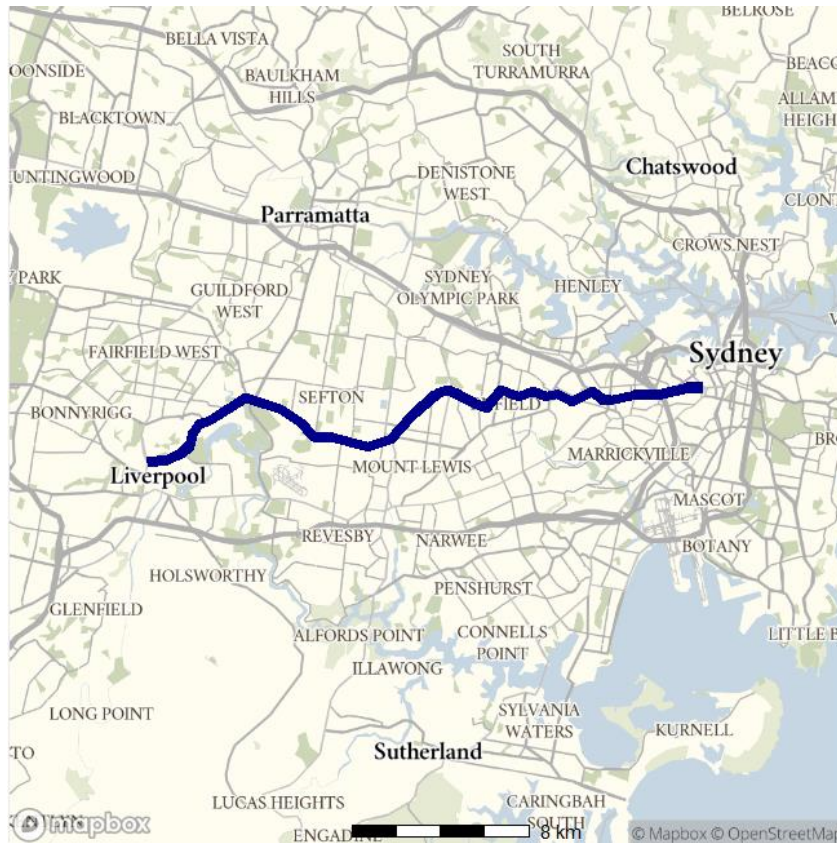 BELROSE
BELLA VISTA
SOUTH
TURRAMURRA
OONSIDE
BAULKHAM
HILLS
BEACO
ALLAM
HEIGH
BLACKTOWN
Chatswood
DENISTONE
WEST
UNTINGWOOD
CLONT
Parramatta
CROWS NEST
Y PARK
SYDNEY
OLYMPIC PARK
HENLEY
GUILDFORD
WEST
Sydney
FAIRFIELD WEST
SEFTON
BONNYRIGG
BRO
MARRICKVILLE
MOUNT LEWIS
Liverpool
MASCOT
REVESBY
NARWEE
BOTANY
HOLSWORTHY
PENSHURST
GLENFIELD
ALFORDS POINT
CONNELLS
POINT
LITTLE B
ILLAWONG
LONG POINT
SYLVANIA
WATERS
KURNELL
TO
Sutherland
LUCAS HEIGHTS
CARINGBAH
SOUTH
mapbox
ENGADINE
8 km
© Mapbox © OpenStreetMap